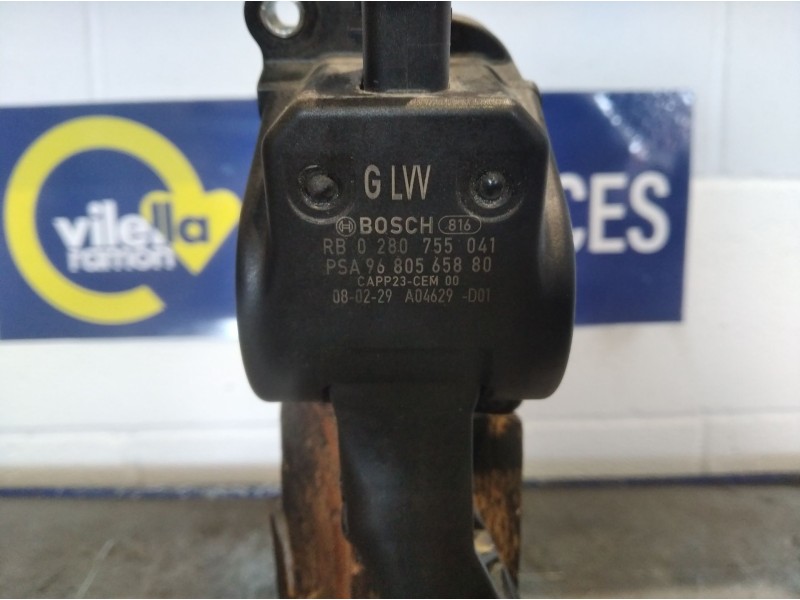 G LW
BOSCH 816
RB 0 280 755 041
PSA 96 805 658 80
CAPP23-CEM 00
08-02-29 A04629 -D01
vilella
ramon
CES